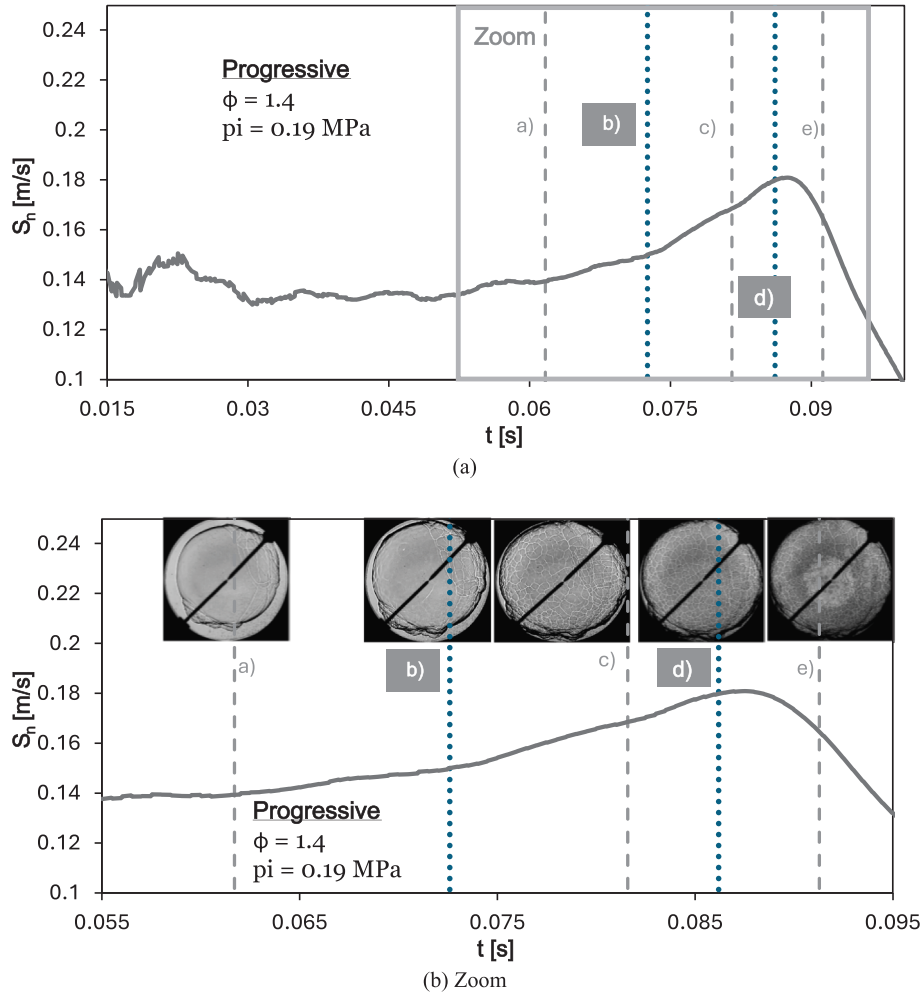 0.24
0.22
0.2
0.18
0.16
0.14
0.12
0.1
Sn [m/s]
Progressive
ϕ = 1.4
pi = 0.19 MPa
Zoom
a)
b)
c)
d)
e)
0.015
0.03
0.045
0.06
0.075
0.09
t [s]
(a)
0.24
0.22
0.2
0.18
0.16
0.14
0.12
0.1
Sn [m/s]
a)
b)
c)
d)
e)
Progressive
ϕ = 1.4
pi = 0.19 MPa
0.055
0.065
0.075
0.085
0.095
t [s]
(b) Zoom